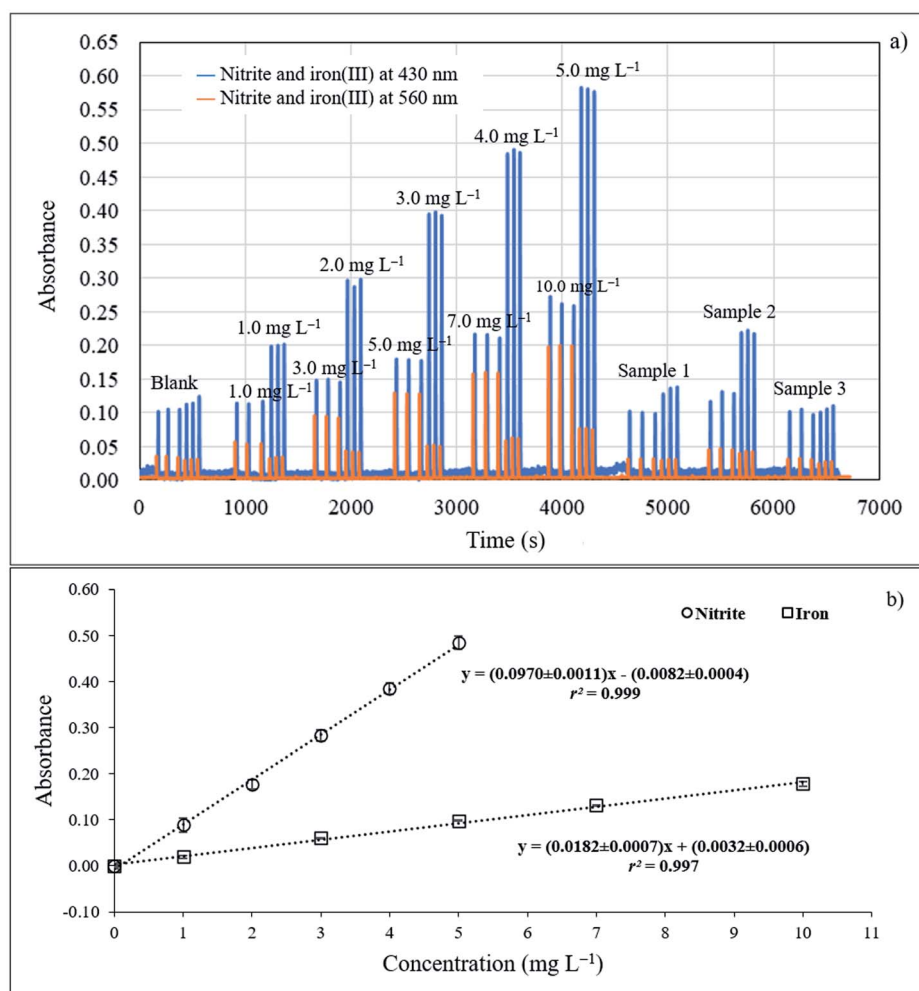 a)
0.65
0.60
0.55
0.50
0.45
0.40
0.35
0.30
0.25
0.20
0.15
0.10
0.05
0.00
Absorbance
Nitrite and iron(III) at 430 nm
Nitrite and iron(III) at 560 nm
5.0 mg L⁻¹
4.0 mg L⁻¹
3.0 mg L⁻¹
2.0 mg L⁻¹
10.0 mg L⁻¹
1.0 mg L⁻¹
7.0 mg L⁻¹
Sample 2
5.0 mg L⁻¹
3.0 mg L⁻¹
Sample 1
Blank
Sample 3
1.0 mg L⁻¹
0 1000 2000 3000 4000 5000 6000 7000
Time (s)
b)
0.60
0.50
0.40
0.30
0.20
0.10
0.00
-0.10
Absorbance
Nitrite Iron
y = (0.0970±0.0011)x - (0.0082±0.0004)
r² = 0.999
y = (0.0182±0.0007)x + (0.0032±0.0006)
r² = 0.997
0 1 2 3 4 5 6 7 8 9 10 11
Concentration (mg L⁻¹)